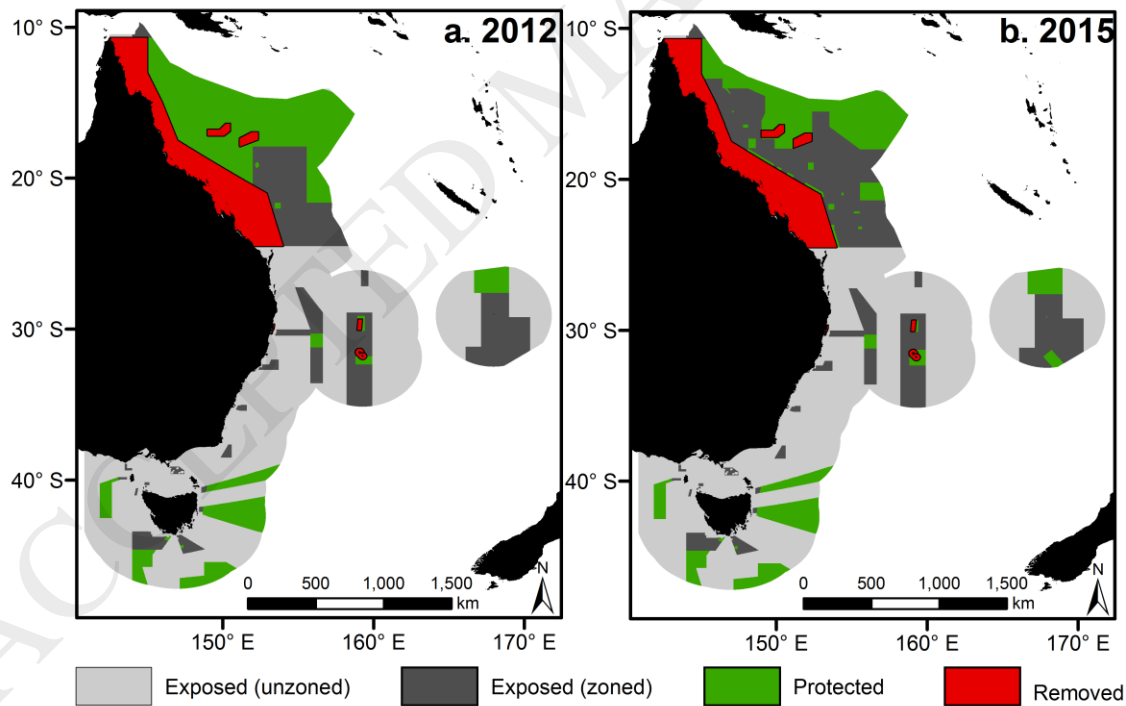 a. 2012
b. 2015
10° S
20° S
30° S
40° S
10° S
20° S
30° S
40° S
0 500 1,000 1,500
km
N
0 500 1,000 1,500
km
N
150° E 160° E 170° E
150° E 160° E 170° E
Exposed (unzoned) Exposed (zoned) Protected Removed